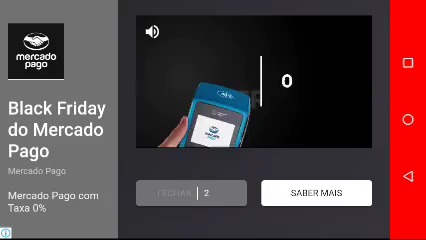 mercado
pago
Black Friday
do Mercado
Pago
Mercado Pago
Mercado Pago com
Taxa 0%
0
FECHAR
2
SABER MAIS